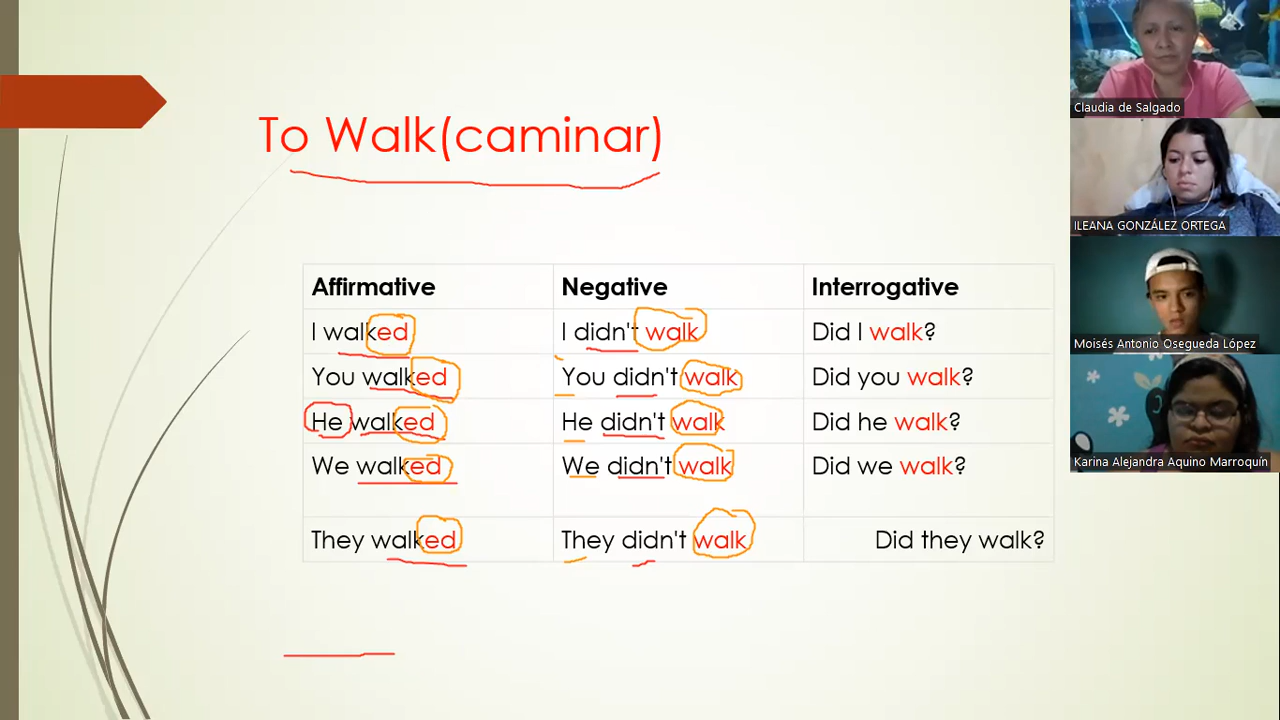 To Walk(caminar)
Affirmative Negative Interrogative
I walked I didn't walk Did I walk?
You walked You didn't walk Did you walk?
He walked He didn't walk Did he walk?
We walked We didn't walk Did we walk?
They walked They didn't walk Did they walk?
Claudia de Salgado
ILEANA GONZÁLEZ ORTEGA
Moisés Antonio Osegueda López
Karina Alejandra Aquino Marroquín